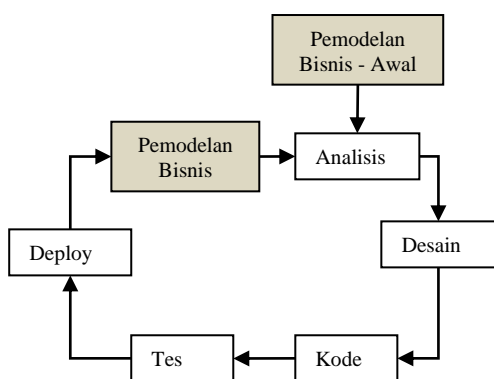 Pemodelan
Bisnis - Awal
Pemodelan
Bisnis
Analisis
Deploy
Desain
Tes
Kode